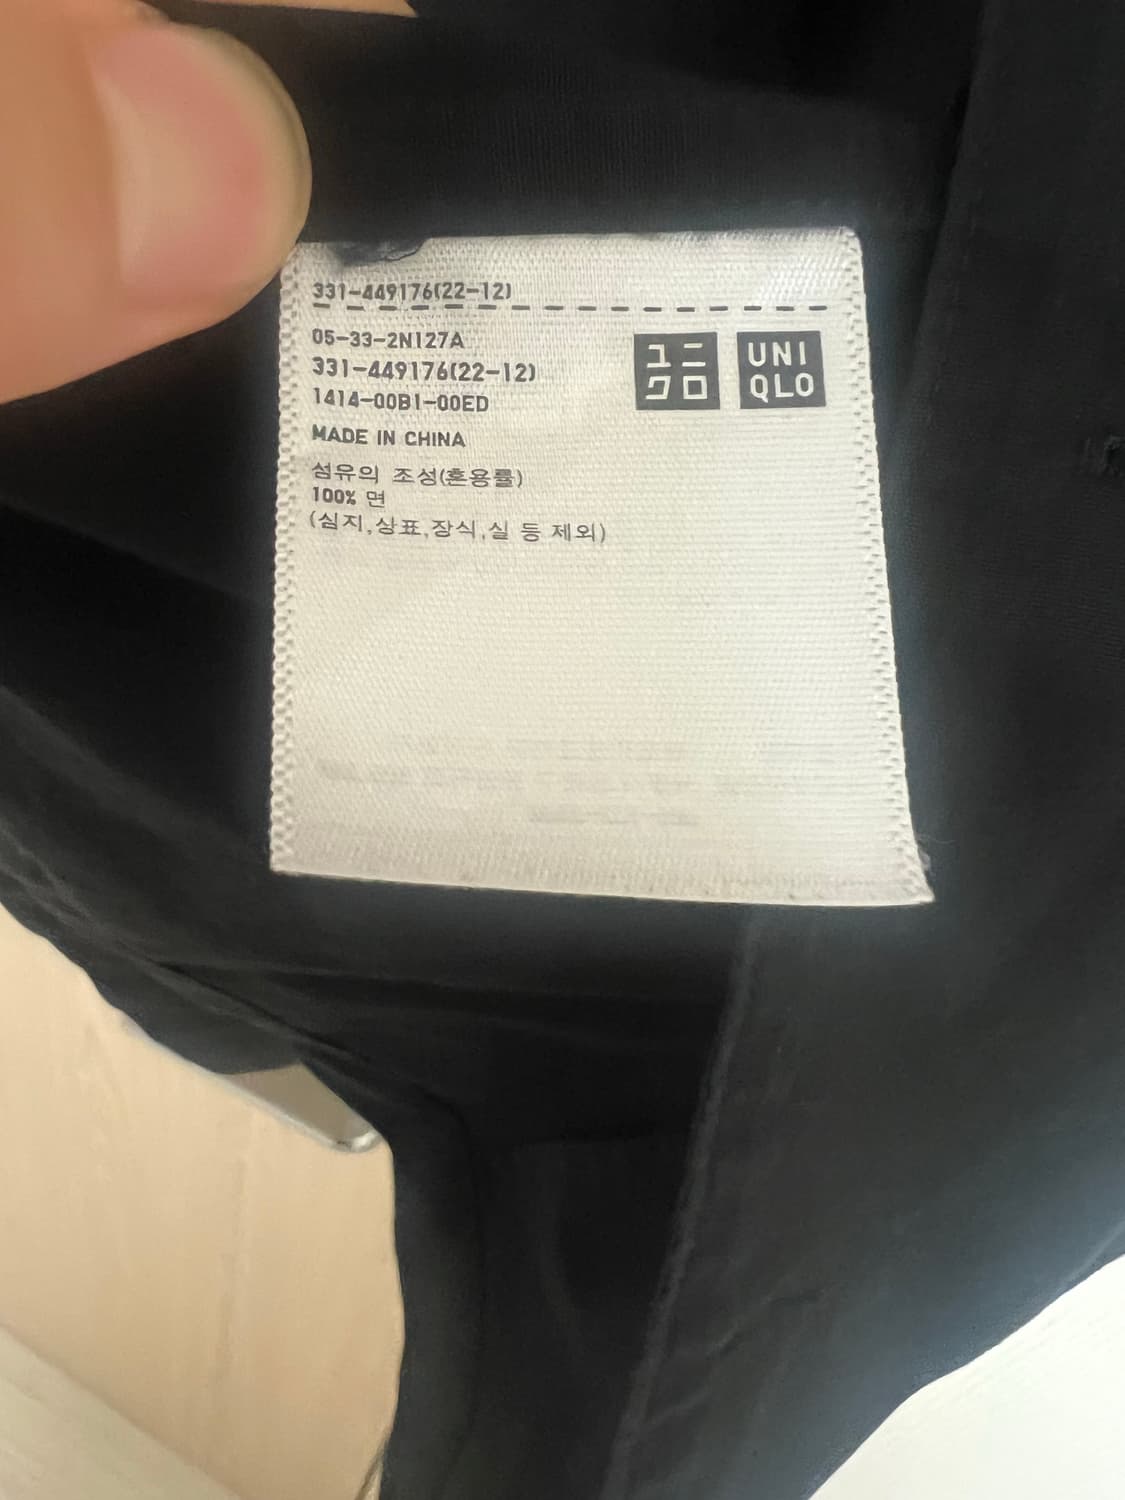 331-449176(22-12)
05-33-2N127A
331-449176(22-12)
1414-00B1-00ED
MADE IN CHINA
섬유의 조성(혼용률)
100% 면
(심지,상표,장식,실 등 제외)
ユニ
クロ
UNI
QLO